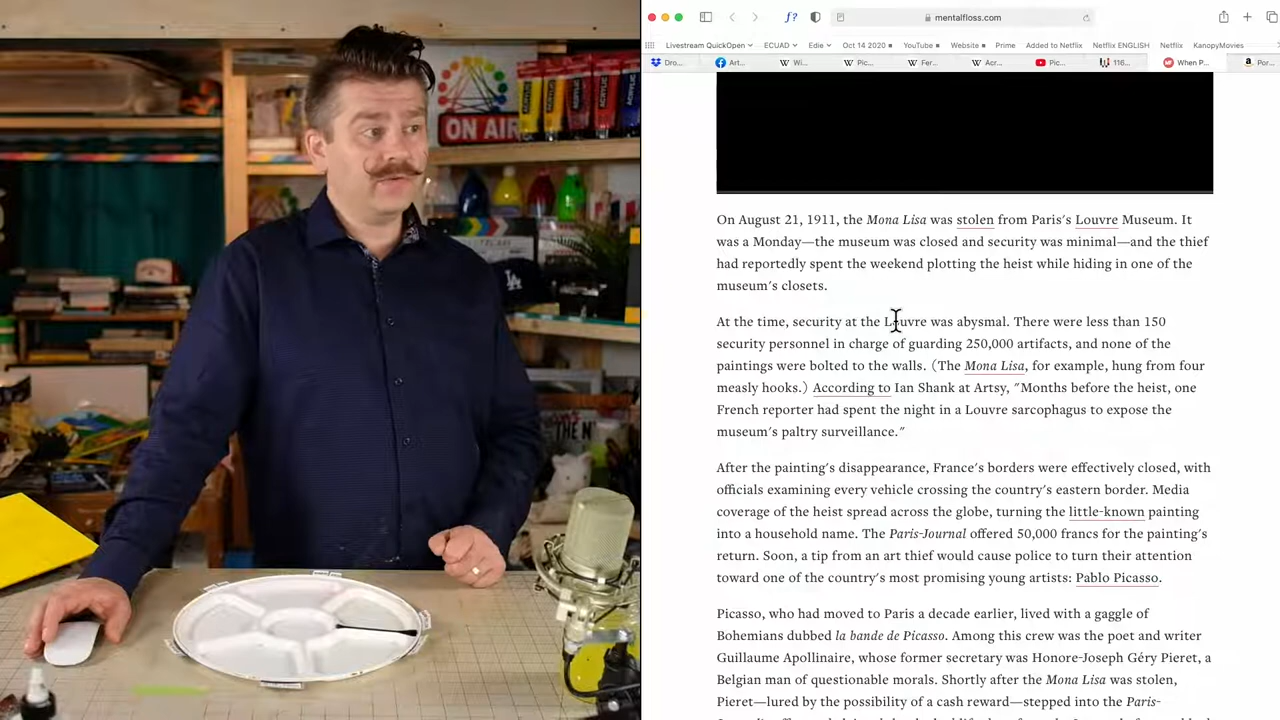 ON AIR
ACRYLIC
LA
THE N
mentalfloss.com
Livestream QuickOpen
ECUAD
Edie
Oct 14 2020
YouTube
Website
Prime
Added to Netflix
Netflix ENGLISH
Netflix
KanopyMovies
Dro...
Art...
Wi...
Pic...
Fer...
Acr...
Pic...
116...
When P...
Por...
On August 21, 1911, the Mona Lisa was stolen from Paris's Louvre Museum. It
was a Monday—the museum was closed and security was minimal—and the thief
had reportedly spent the weekend plotting the heist while hiding in one of the
museum's closets.
At the time, security at the Louvre was abysmal. There were less than 150
security personnel in charge of guarding 250,000 artifacts, and none of the
paintings were bolted to the walls. (The Mona Lisa, for example, hung from four
measly hooks.) According to Ian Shank at Artsy, "Months before the heist, one
French reporter had spent the night in a Louvre sarcophagus to expose the
museum's paltry surveillance."
After the painting's disappearance, France's borders were effectively closed, with
officials examining every vehicle crossing the country's eastern border. Media
coverage of the heist spread across the globe, turning the little-known painting
into a household name. The Paris-Journal offered 50,000 francs for the painting's
return. Soon, a tip from an art thief would cause police to turn their attention
toward one of the country's most promising young artists: Pablo Picasso.
Picasso, who had moved to Paris a decade earlier, lived with a gaggle of
Bohemians dubbed la bande de Picasso. Among this crew was the poet and writer
Guillaume Apollinaire, whose former secretary was Honore-Joseph Géry Pieret, a
Belgian man of questionable morals. Shortly after the Mona Lisa was stolen,
Pieret—lured by the possibility of a cash reward—stepped into the Paris-